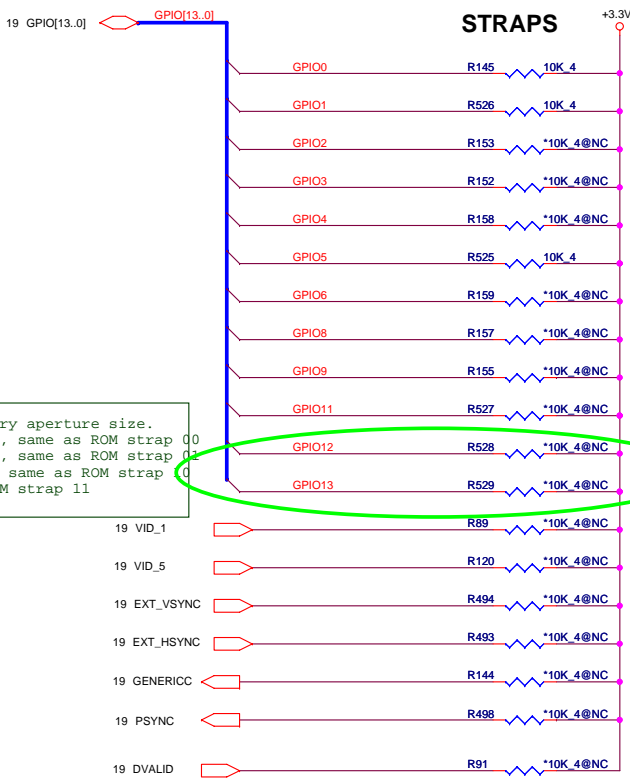 19 GPIO[13..0] GPIO[13..0] STRAPS +3.3V
GPIO0 R145 10K_4
GPIO1 R526 10K_4
GPIO2 R153 *10K_4@NC
GPIO3 R152 *10K_4@NC
GPIO4 R158 *10K_4@NC
GPIO5 R525 10K_4
GPIO6 R159 *10K_4@NC
GPIO8 R157 *10K_4@NC
GPIO9 R155 *10K_4@NC
GPIO11 R527 *10K_4@NC
ry aperture size.
, same as ROM strap 00
, same as ROM strap 01
same as ROM strap 10
M strap 11
GPIO12 R528 *10K_4@NC
GPIO13 R529 *10K_4@NC
19 VID_1 R89 *10K_4@NC
19 VID_5 R120 *10K_4@NC
19 EXT_VSYNC R494 *10K_4@NC
19 EXT_HSYNC R493 *10K_4@NC
19 GENERICC R144 *10K_4@NC
19 PSYNC R498 *10K_4@NC
19 DVALID R91 *10K_4@NC